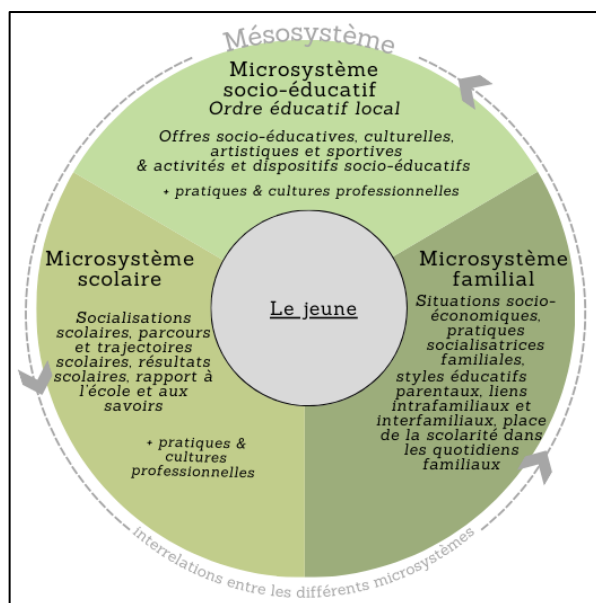 Mésosystème
Microsystème
socio-éducatif
Ordre éducatif local
Offres socio-éducatives, culturelles,
artistiques et sportives
& activités et dispositifs socio-éducatifs
+ pratiques & cultures professionnelles
Microsystème
scolaire
Socialisations
scolaires, parcours
et trajectoires
scolaires, résultats
scolaires, rapport à
l'école et aux
savoirs
+ pratiques &
cultures
professionnelles
Le jeune
Microsystème
familial
Situations socio-
économiques,
pratiques
socialisatrices
familiales,
styles éducatifs
parentaux, liens
intrafamiliaux et
interfamiliaux, place
de la scolarité dans
les quotidiens
familiaux
interrelations entre les différents microsystèmes